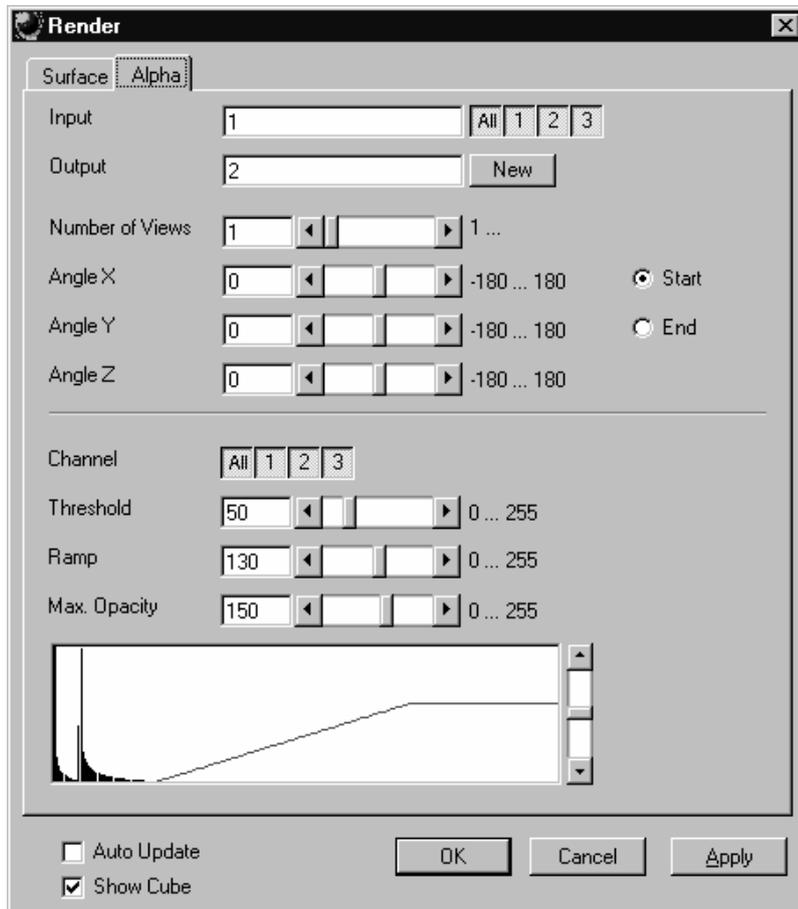 Render
Surface Alpha
Input 1 All 1 2 3
Output 2 New
Number of Views 1 1 ...
Angle X 0 -180 ... 180 Start
Angle Y 0 -180 ... 180 End
Angle Z 0 -180 ... 180
Channel All 1 2 3
Threshold 50 0 ... 255
Ramp 130 0 ... 255
Max. Opacity 150 0 ... 255
Auto Update OK Cancel Apply
Show Cube